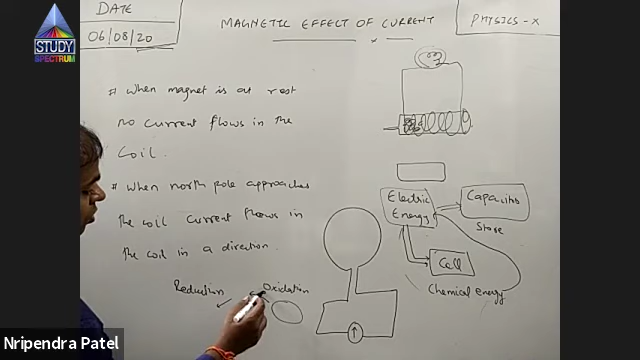 DATE
06/08/20
STUDY
SPECTRUM
MAGNETIC EFFECT OF CURRENT
PHYSICS - X
# When magnet is at rest
no current flows in the
Coil.
# When north pole approaches
the coil current flows in
the coil in a direction.
Reduction
Oxidation
Electric
Energy
Capacitor
Store
Cell
Chemical energy
Nripendra Patel